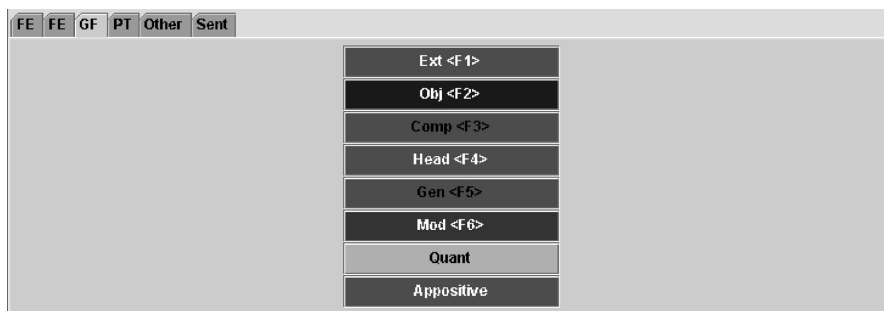 FE FE GF PT Other Sent
Ext <F1>
Obj <F2>
Comp <F3>
Head <F4>
Gen <F5>
Mod <F6>
Quant
Appositive